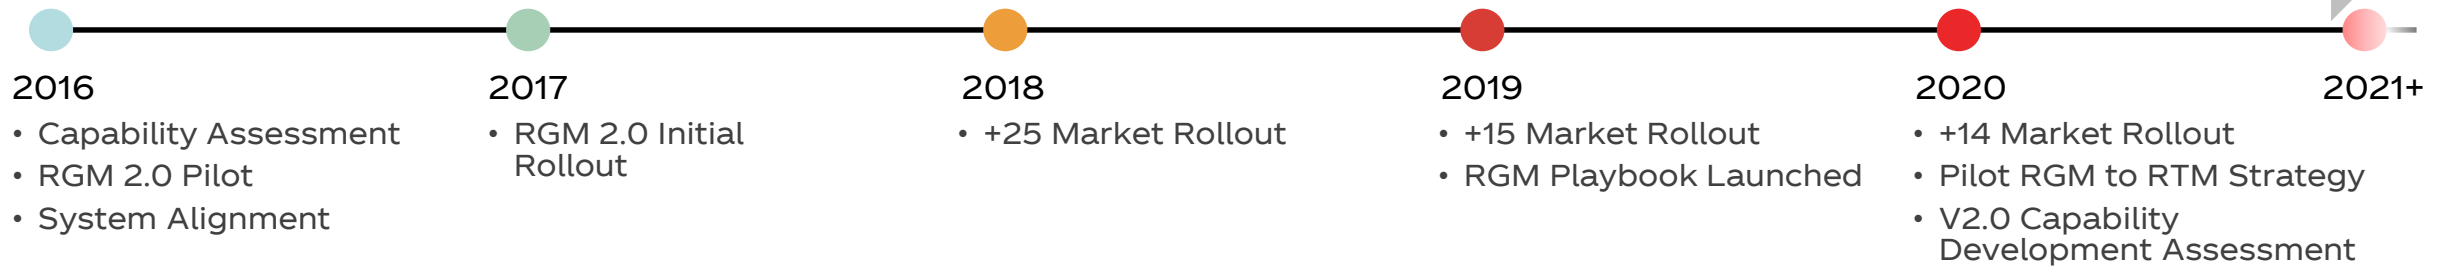 2016
• Capability Assessment
• RGM 2.0 Pilot
• System Alignment
2017
• RGM 2.0 Initial
Rollout
2018
• +25 Market Rollout
2019
• +15 Market Rollout
• RGM Playbook Launched
2020
• +14 Market Rollout
• Pilot RGM to RTM Strategy
• V2.0 Capability
Development Assessment
2021+